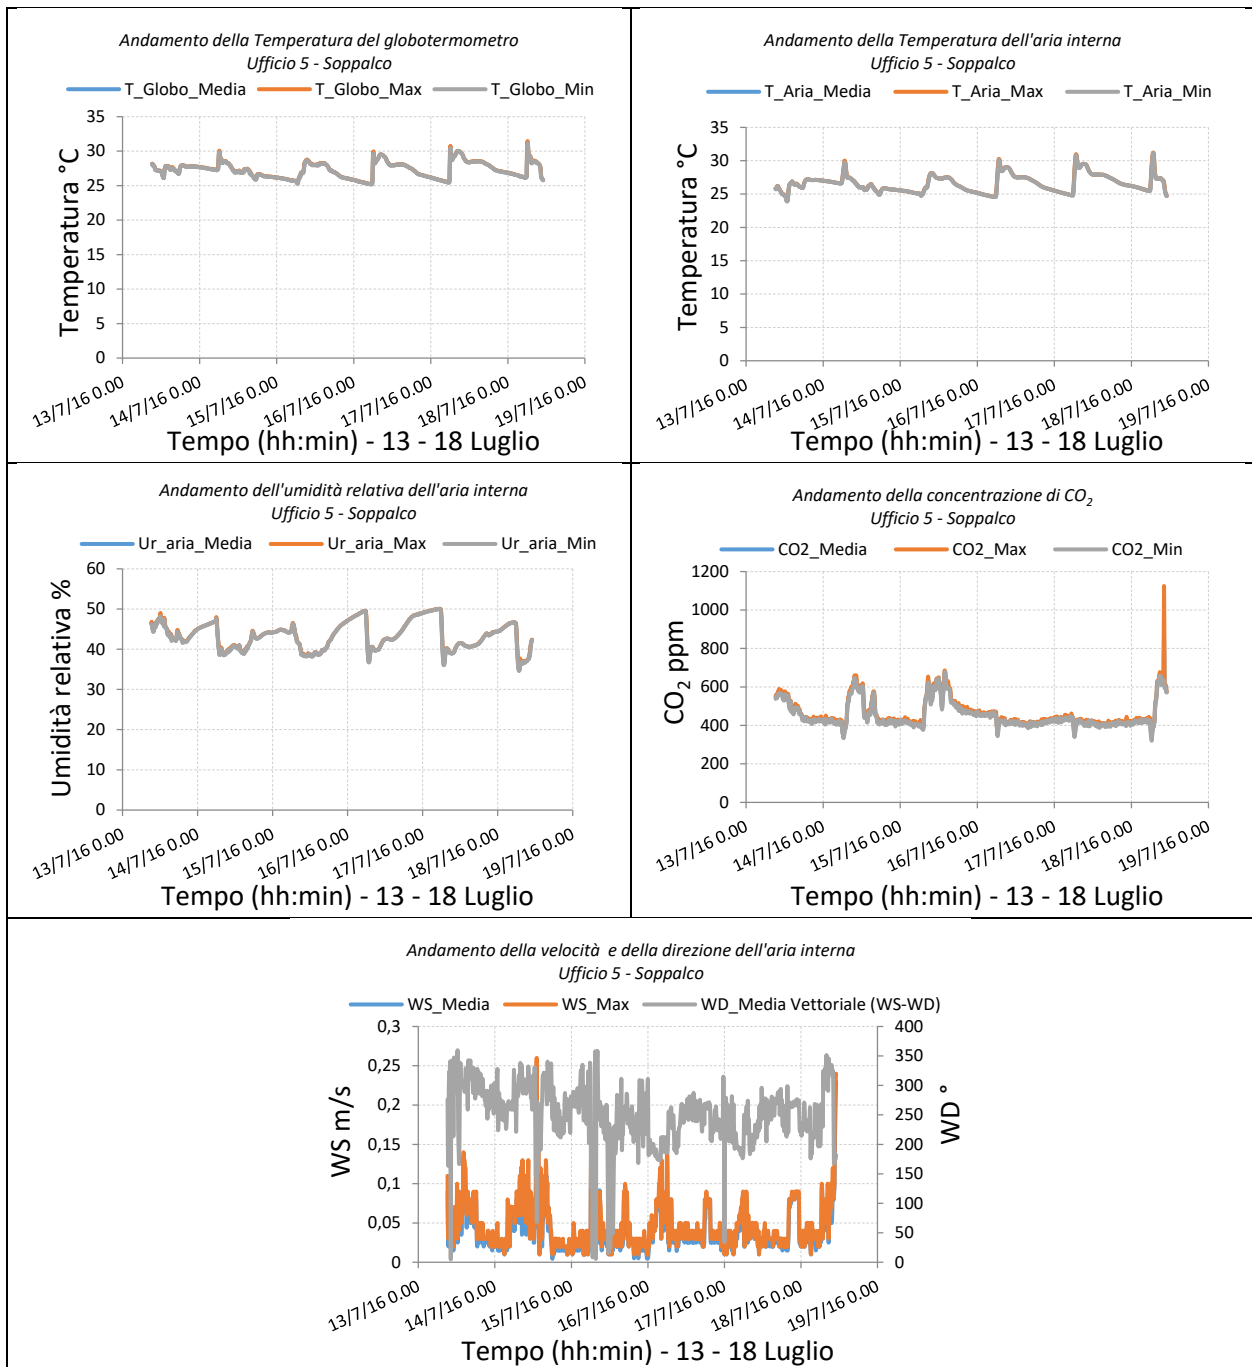 Andamento della Temperatura del globotermometro
Ufficio 5 - Soppalco
T_Globo_Media T_Globo_Max T_Globo_Min
35
30
25
20
15
10
5
0
Temperatura °C
13/7/16 0.00 14/7/16 0.00 15/7/16 0.00 16/7/16 0.00 17/7/16 0.00 18/7/16 0.00 19/7/16 0.00
Tempo (hh:min) - 13 - 18 Luglio
Andamento della Temperatura dell'aria interna
Ufficio 5 - Soppalco
T_Aria_Media T_Aria_Max T_Aria_Min
35
30
25
20
15
10
5
0
Temperatura °C
13/7/16 0.00 14/7/16 0.00 15/7/16 0.00 16/7/16 0.00 17/7/16 0.00 18/7/16 0.00 19/7/16 0.00
Tempo (hh:min) - 13 - 18 Luglio
Andamento dell'umidità relativa dell'aria interna
Ufficio 5 - Soppalco
Ur_aria_Media Ur_aria_Max Ur_aria_Min
60
50
40
30
20
10
0
Umidità relativa %
13/7/16 0.00 14/7/16 0.00 15/7/16 0.00 16/7/16 0.00 17/7/16 0.00 18/7/16 0.00 19/7/16 0.00
Tempo (hh:min) - 13 - 18 Luglio
Andamento della concentrazione di CO₂
Ufficio 5 - Soppalco
CO2_Media CO2_Max CO2_Min
1200
1000
800
600
400
200
0
CO₂ ppm
13/7/16 0.00 14/7/16 0.00 15/7/16 0.00 16/7/16 0.00 17/7/16 0.00 18/7/16 0.00 19/7/16 0.00
Tempo (hh:min) - 13 - 18 Luglio
Andamento della velocità e della direzione dell'aria interna
Ufficio 5 - Soppalco
WS_Media WS_Max WD_Media Vettoriale (WS-WD)
0,3
0,25
0,2
0,15
0,1
0,05
0
WS m/s
400
350
300
250
200
150
100
50
0
WD °
13/7/16 0.00 14/7/16 0.00 15/7/16 0.00 16/7/16 0.00 17/7/16 0.00 18/7/16 0.00 19/7/16 0.00
Tempo (hh:min) - 13 - 18 Luglio